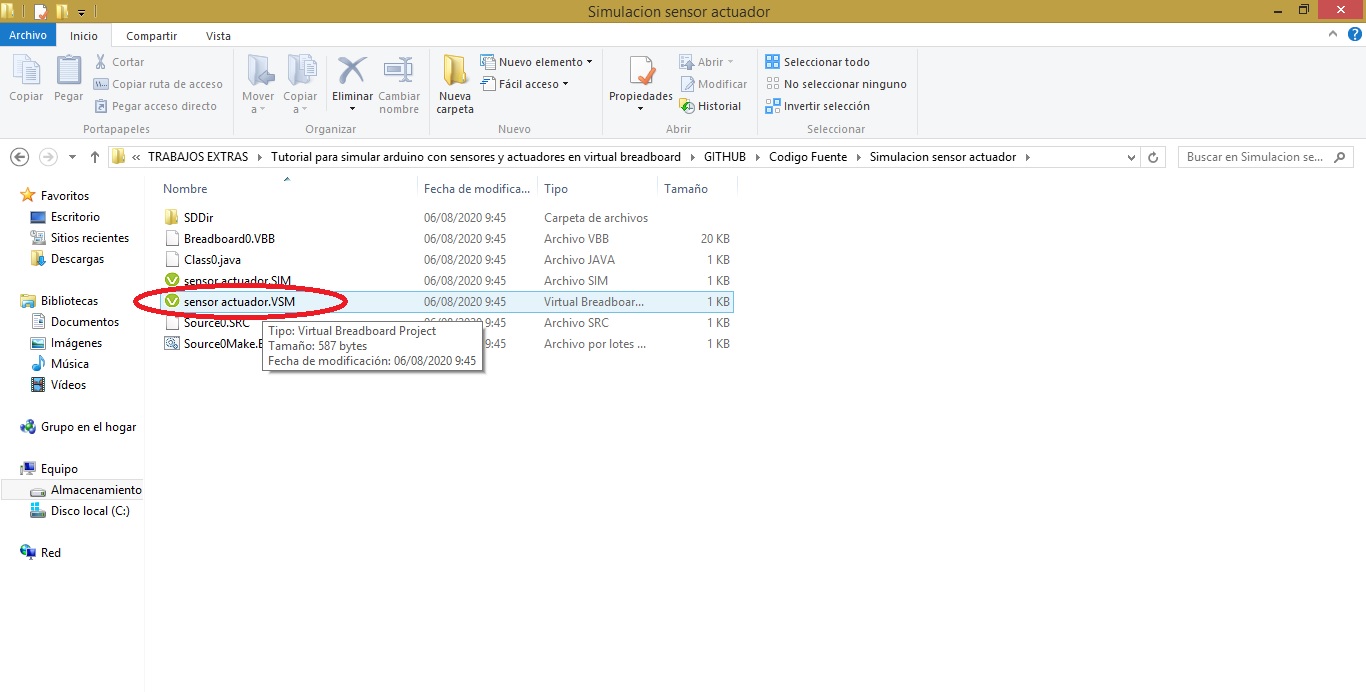 Simulacion sensor actuador
Archivo Inicio Compartir Vista
Copiar
Pegar
Cortar
Copiar ruta de acceso
Pegar acceso directo
Portapapeles
Mover a
Copiar a
Eliminar
Cambiar nombre
Organizar
Nueva carpeta
Nuevo elemento
Fácil acceso
Nuevo
Propiedades
Abrir
Modificar
Historial
Abrir
Seleccionar todo
No seleccionar ninguno
Invertir selección
Seleccionar
« TRABAJOS EXTRAS Tutorial para simular arduino con sensores y actuadores en virtual breadboard GITHUB Codigo Fuente Simulacion sensor actuador
Buscar en Simulacion se...
Favoritos
Escritorio
Sitios recientes
Descargas
Bibliotecas
Documentos
Imágenes
Música
Vídeos
Grupo en el hogar
Equipo
Almacenamiento
Disco local (C:)
Red
Nombre Fecha de modifica... Tipo Tamaño
SDDir 06/08/2020 9:45 Carpeta de archivos
Breadboard0.VBB 06/08/2020 9:45 Archivo VBB 20 KB
Class0.java 06/08/2020 9:45 Archivo JAVA 1 KB
sensor actuador.SIM 06/08/2020 9:45 Archivo SIM 1 KB
sensor actuador.VSM 06/08/2020 9:45 Virtual Breadboar... 1 KB
Source0.SRC 06/08/2020 9:45 Archivo SRC 1 KB
Source0Make. 9:45 Archivo por lotes ... 1 KB
Tipo: Virtual Breadboard Project
Tamaño: 587 bytes
Fecha de modificación: 06/08/2020 9:45